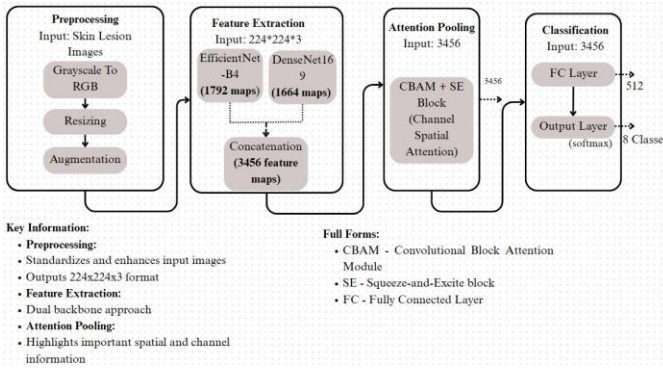 Preprocessing
Input: Skin Lesion
Images
Grayscale To
RGB
Resizing
Augmentation
Feature Extraction
Input: 224*224*3
EfficientNet
-B4
(1792 maps)
DenseNet16
9
(1664 maps)
Concatenation
(3456 feature
maps)
Attention Pooling
Input: 3456
CBAM + SE
Block
(Channel
Spatial
Attention)
3456
Classification
Input: 3456
FC Layer
512
Output Layer
(softmax)
8 Classe
Key Information:
• Preprocessing:
• Standardizes and enhances input images
• Outputs 224x224x3 format
• Feature Extraction:
• Dual backbone approach
• Attention Pooling:
• Highlights important spatial and channel
information
Full Forms:
• CBAM - Convolutional Block Attention
Module
• SE - Squeeze-and-Excite block
• FC - Fully Connected Layer